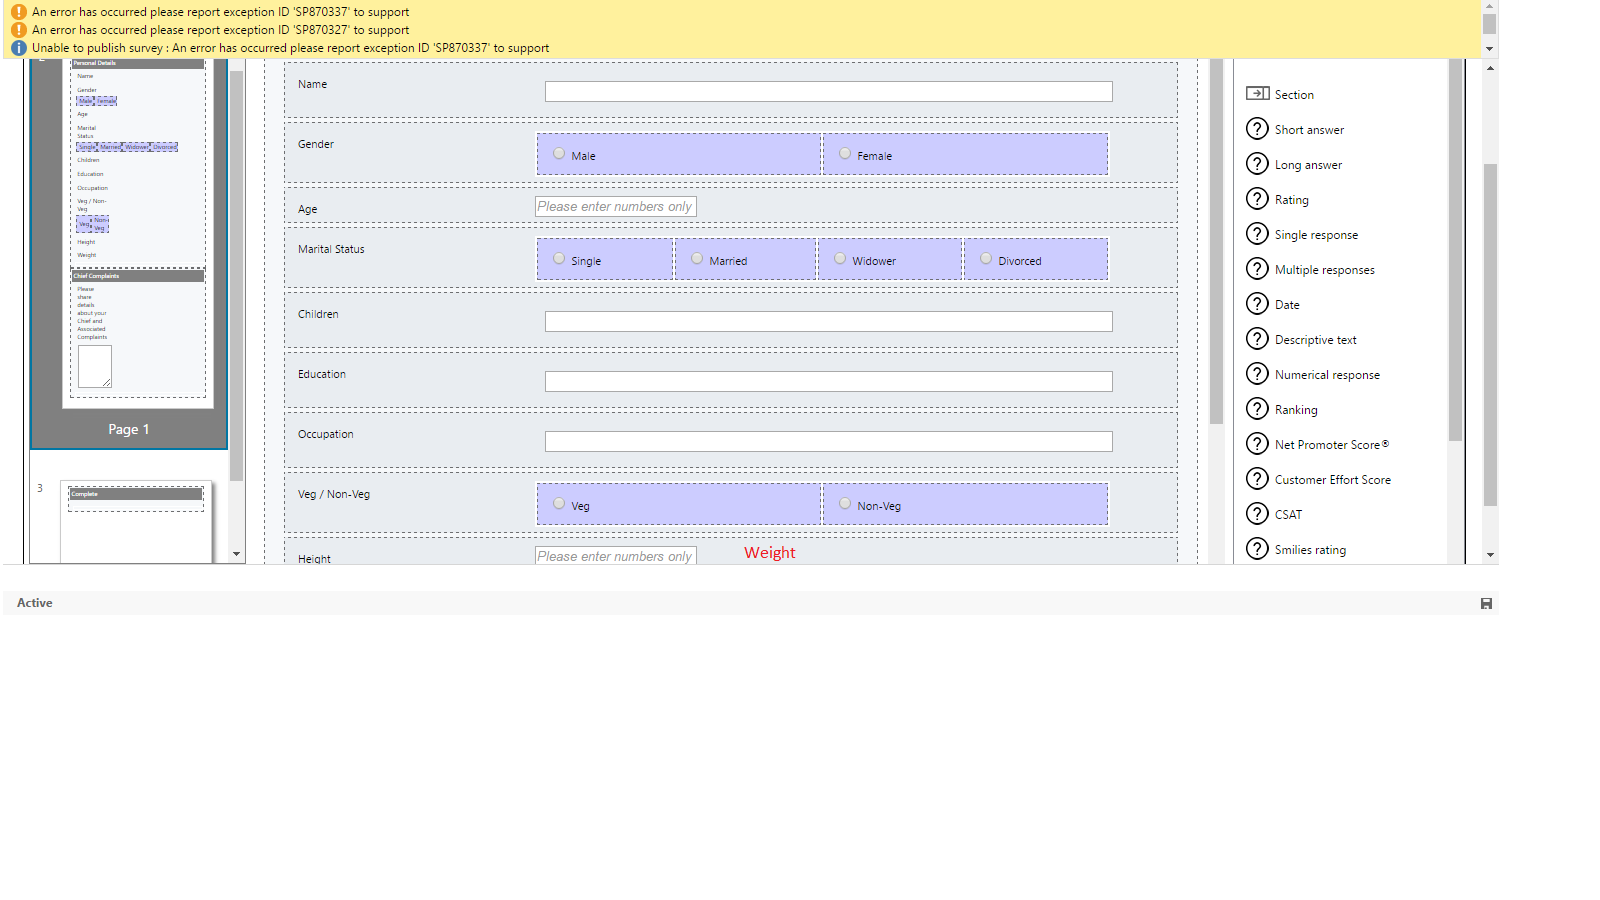 An error has occurred please report exception ID 'SP870337' to support
An error has occurred please report exception ID 'SP870327' to support
Unable to publish survey : An error has occurred please report exception ID 'SP870337' to support
Personal Details
Name
Gender
Male Female
Age
Marital
Status
Single Married Widower Divorced
Children
Education
Occupation
Veg / Non-
Veg
Veg Non-
Veg
Height
Weight
Chief Complaints
Please
share
details
about your
Chief and
Associated
Complaints
Page 1
3
Complete
Name
Gender
Male
Female
Age
Please enter numbers only
Marital Status
Single
Married
Widower
Divorced
Children
Education
Occupation
Veg / Non-Veg
Veg
Non-Veg
Height
Please enter numbers only
Weight
Section
Short answer
Long answer
Rating
Single response
Multiple responses
Date
Descriptive text
Numerical response
Ranking
Net Promoter Score®
Customer Effort Score
CSAT
Smilies rating
Active